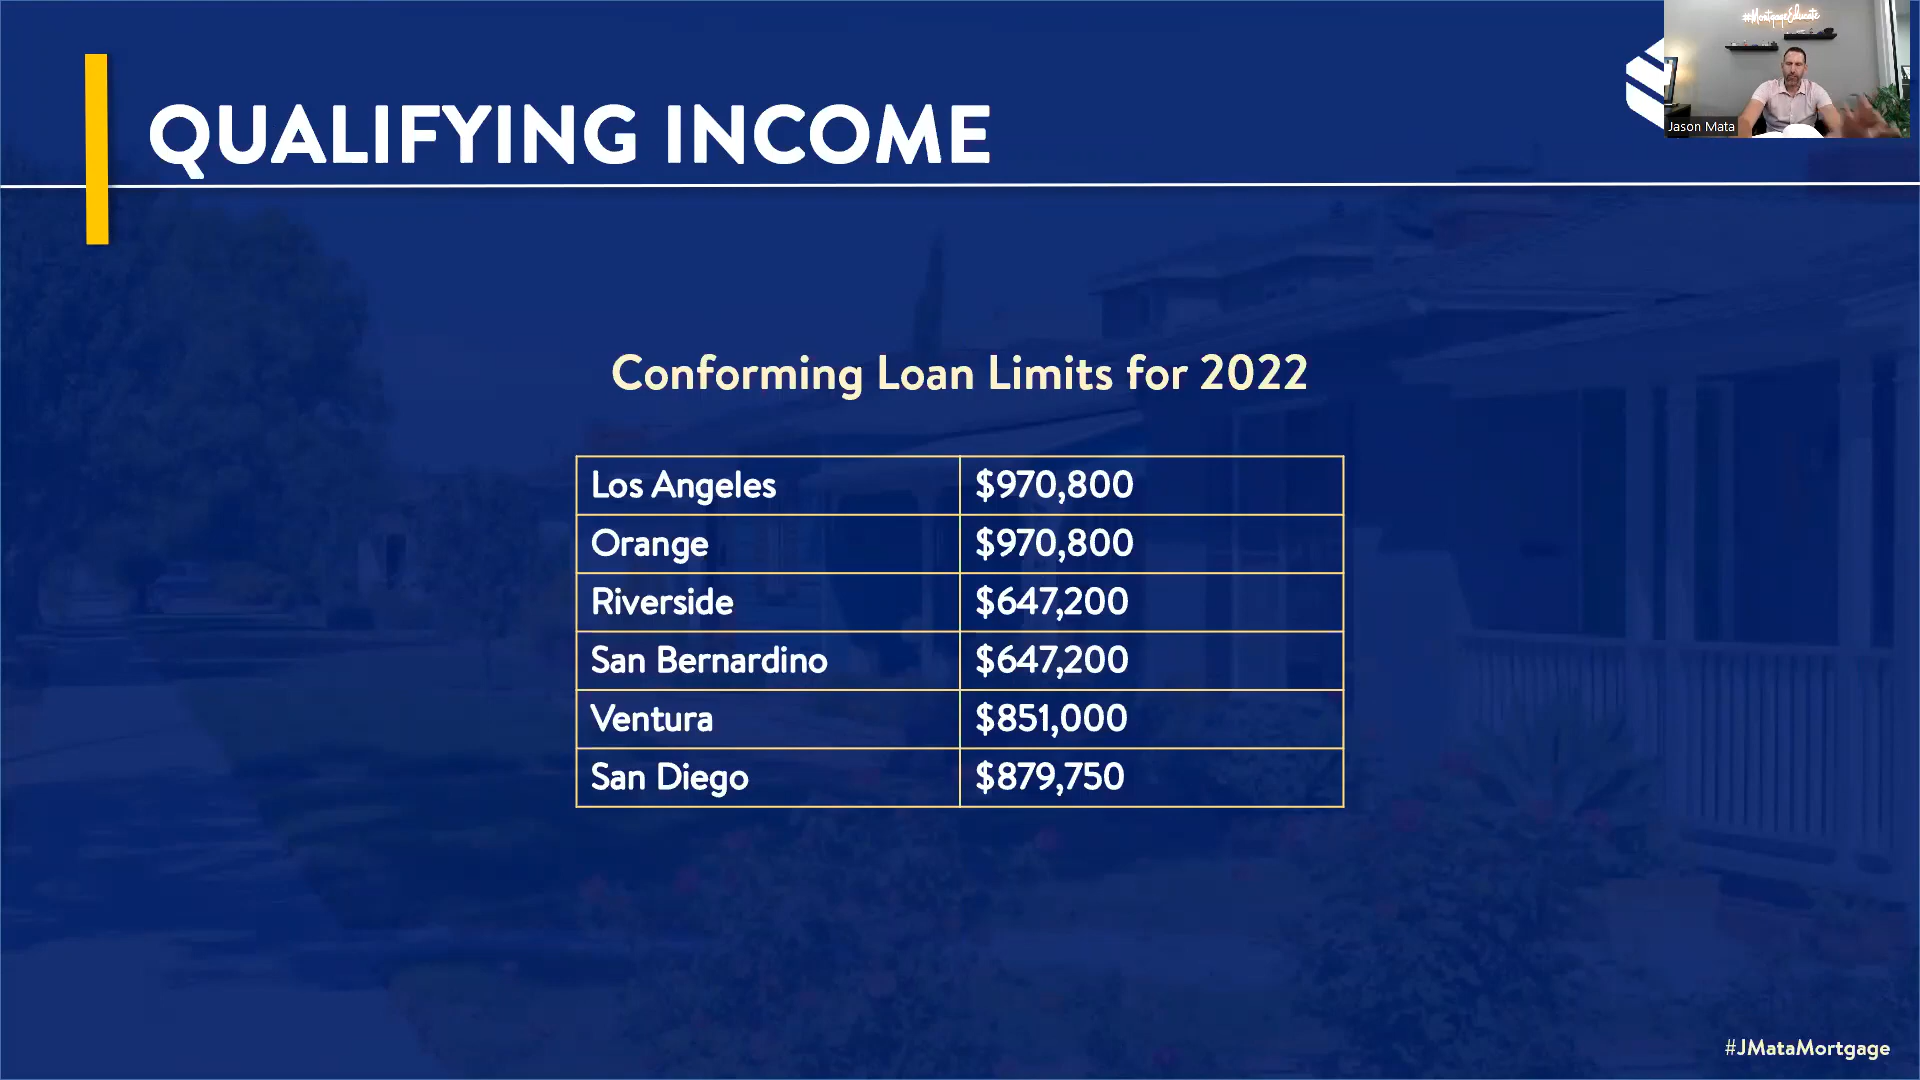 #MortgageEducate
Jason Mata
QUALIFYING INCOME
Conforming Loan Limits for 2022
Los Angeles $970,800
Orange $970,800
Riverside $647,200
San Bernardino $647,200
Ventura $851,000
San Diego $879,750
#JMataMortgage